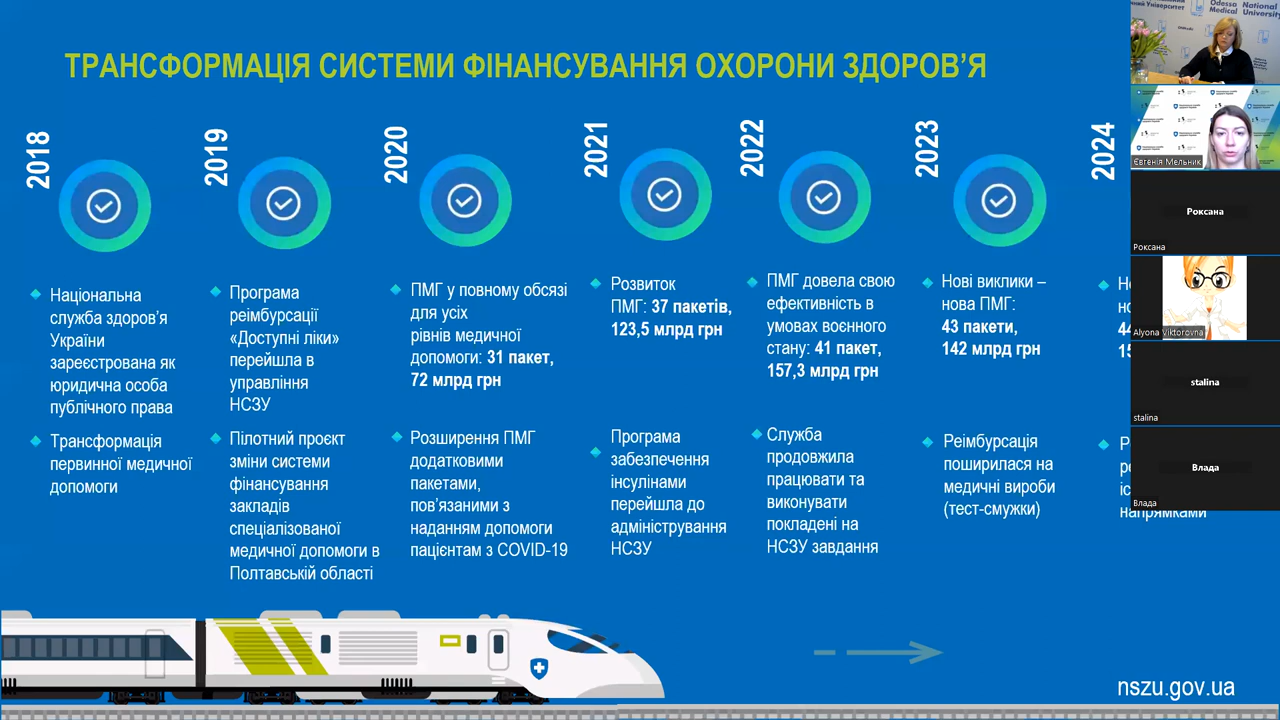 ТРАНСФОРМАЦІЯ СИСТЕМИ ФІНАНСУВАННЯ ОХОРОНИ ЗДОРОВ’Я
2018
Національна
служба здоров’я
України
зареєстрована як
юридична особа
публічного права
Трансформація
первинної медичної
допомоги
2019
Програма
реімбурсації
«Доступні ліки»
перейшла в
управління
НСЗУ
Пілотний проєкт
зміни системи
фінансування
закладів
спеціалізованої
медичної допомоги в
Полтавській області
2020
ПМГ у повному обсязі
для усіх
рівнів медичної
допомоги: 31 пакет,
72 млрд грн
Розширення ПМГ
додатковими
пакетами,
пов’язаними з
наданням допомоги
пацієнтам з COVID-19
2021
Розвиток
ПМГ: 37 пакетів,
123,5 млрд грн
Програма
забезпечення
інсулінами
перейшла до
адміністрування
НСЗУ
2022
ПМГ довела свою
ефективність в
умовах воєнного
стану: 41 пакет,
157,3 млрд грн
Служба
продовжила
працювати та
виконувати
покладені на
НСЗУ завдання
2023
Нові виклики –
нова ПМГ:
43 пакети,
142 млрд грн
Реімбурсація
поширилася на
медичні вироби
(тест-смужки)
2024
напрямками
nszu.gov.ua
Odessa National
Medical University
Євгенія Мельник
Роксана
Роксана
Alyona Viktorovna
stalina
stalina
Влада
Влада